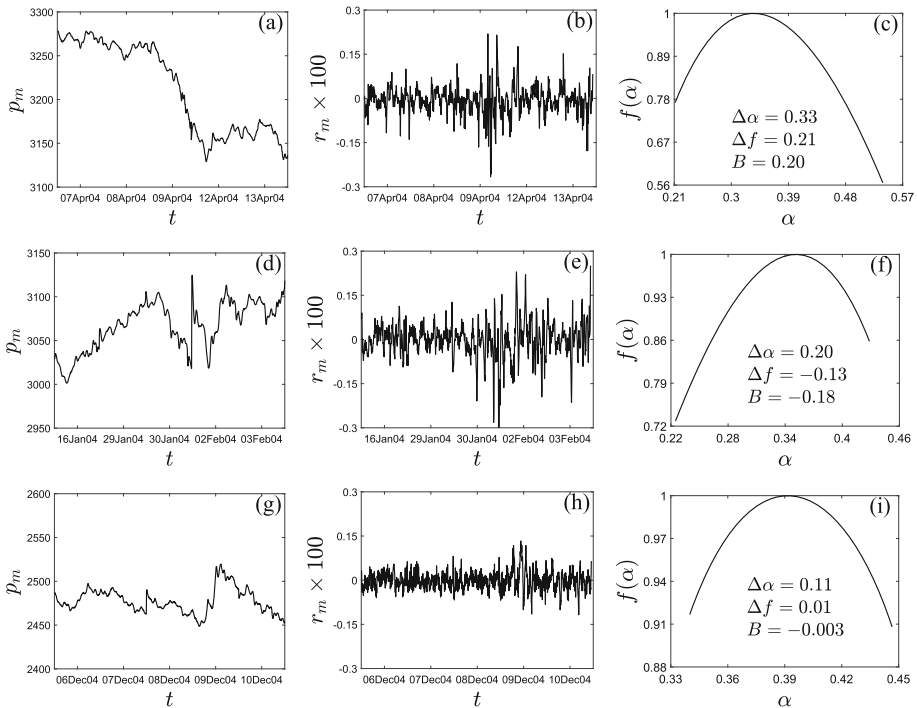 (a)
3300
3250
3200
3150
3100
p_m
07Apr04 08Apr04 09Apr04 12Apr04 13Apr04
t
(b)
0.3
0.15
0
-0.15
-0.3
r_m × 100
07Apr04 08Apr04 09Apr04 12Apr04 13Apr04
t
(c)
1
0.89
0.78
0.67
0.56
f(α)
Δα = 0.33
Δf = 0.21
B = 0.20
0.21 0.3 0.39 0.48 0.57
α
(d)
3150
3100
3050
3000
2950
p_m
16Jan04 29Jan04 30Jan04 02Feb04 03Feb04
t
(e)
0.3
0.15
0
-0.15
-0.3
r_m × 100
16Jan04 29Jan04 30Jan04 02Feb04 03Feb04
t
(f)
1
0.93
0.86
0.79
0.72
f(α)
Δα = 0.20
Δf = −0.13
B = −0.18
0.22 0.28 0.34 0.4 0.46
α
(g)
2600
2550
2500
2450
2400
p_m
06Dec04 07Dec04 08Dec04 09Dec04 10Dec04
t
(h)
0.3
0.15
0
-0.15
-0.3
r_m × 100
06Dec04 07Dec04 08Dec04 09Dec04 10Dec04
t
(i)
1
0.97
0.94
0.91
0.88
f(α)
Δα = 0.11
Δf = 0.01
B = −0.003
0.33 0.36 0.39 0.42 0.45
α